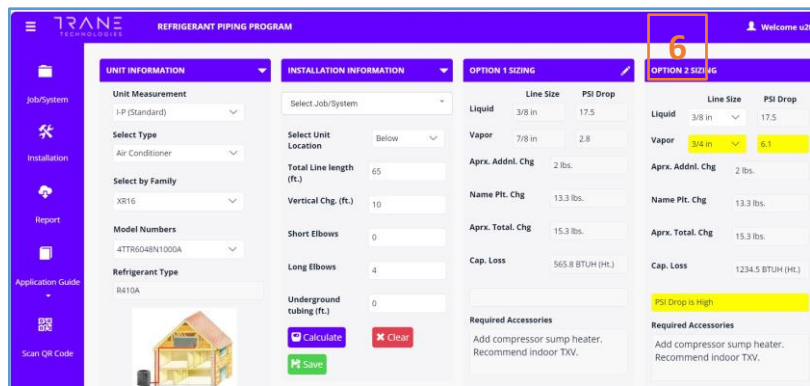 TRANE
TECHNOLOGIES
REFRIGERANT PIPING PROGRAM
Welcome u20
6
Job/System
Installation
Report
Application Guide
Scan QR Code
UNIT INFORMATION
Unit Measurement
I-P (Standard)
Select Type
Air Conditioner
Select by Family
XR16
Model Numbers
4TTR6048N1000A
Refrigerant Type
R410A
INSTALLATION INFORMATION
Select Job/System
Select Unit Location Below
Total Line length (ft.) 65
Vertical Chg. (ft.) 10
Short Elbows 0
Long Elbows 4
Underground tubing (ft.) 0
Calculate
Clear
Save
OPTION 1 SIZING
Line Size PSI Drop
Liquid 3/8 in 17.5
Vapor 7/8 in 2.8
Aprx. Addnl. Chg 2 lbs.
Name Plt. Chg 13.3 lbs.
Aprx. Total. Chg 15.3 lbs.
Cap. Loss 565.8 BTUH (Ht.)
Required Accessories
Add compressor sump heater.
Recommend indoor TXV.
OPTION 2 SIZING
Line Size PSI Drop
Liquid 3/8 in 17.5
Vapor 3/4 in 6.1
Aprx. Addnl. Chg 2 lbs.
Name Plt. Chg 13.3 lbs.
Aprx. Total. Chg 15.3 lbs.
Cap. Loss 1234.5 BTUH (Ht.)
PSI Drop is High
Required Accessories
Add compressor sump heater.
Recommend indoor TXV.